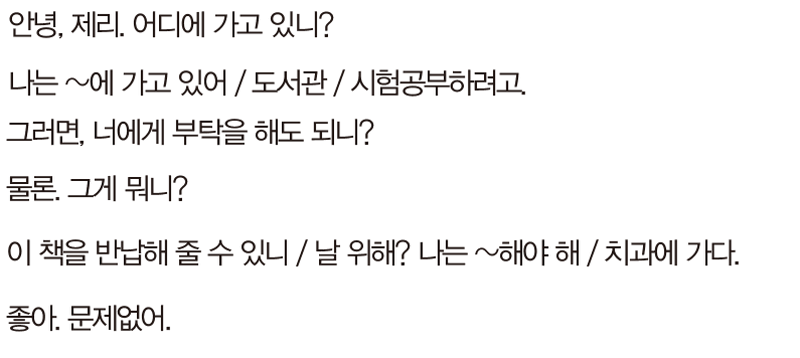 안녕, 제리. 어디에 가고 있니?
나는 ~에 가고 있어 / 도서관 / 시험공부하려고.
그러면, 너에게 부탁을 해도 되니?
물론. 그게 뭐니?
이 책을 반납해 줄 수 있니 / 날 위해? 나는 ~해야 해 / 치과에 가다.
좋아. 문제없어.